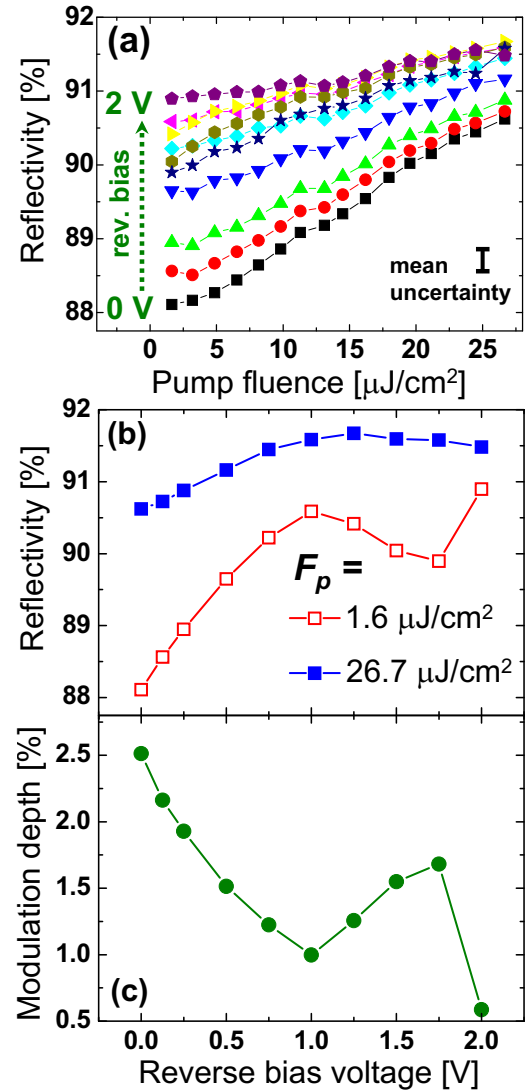 (a)
92
91
90
89
88
Reflectivity [%]
2 V
rev. bias
0 V
mean
uncertainty
0 5 10 15 20 25
Pump fluence [μJ/cm²]
(b)
92
91
90
89
88
Reflectivity [%]
Fₚ =
1.6 μJ/cm²
26.7 μJ/cm²
2.5
2.0
1.5
1.0
0.5
Modulation depth [%]
(c)
0.0 0.5 1.0 1.5 2.0
Reverse bias voltage [V]